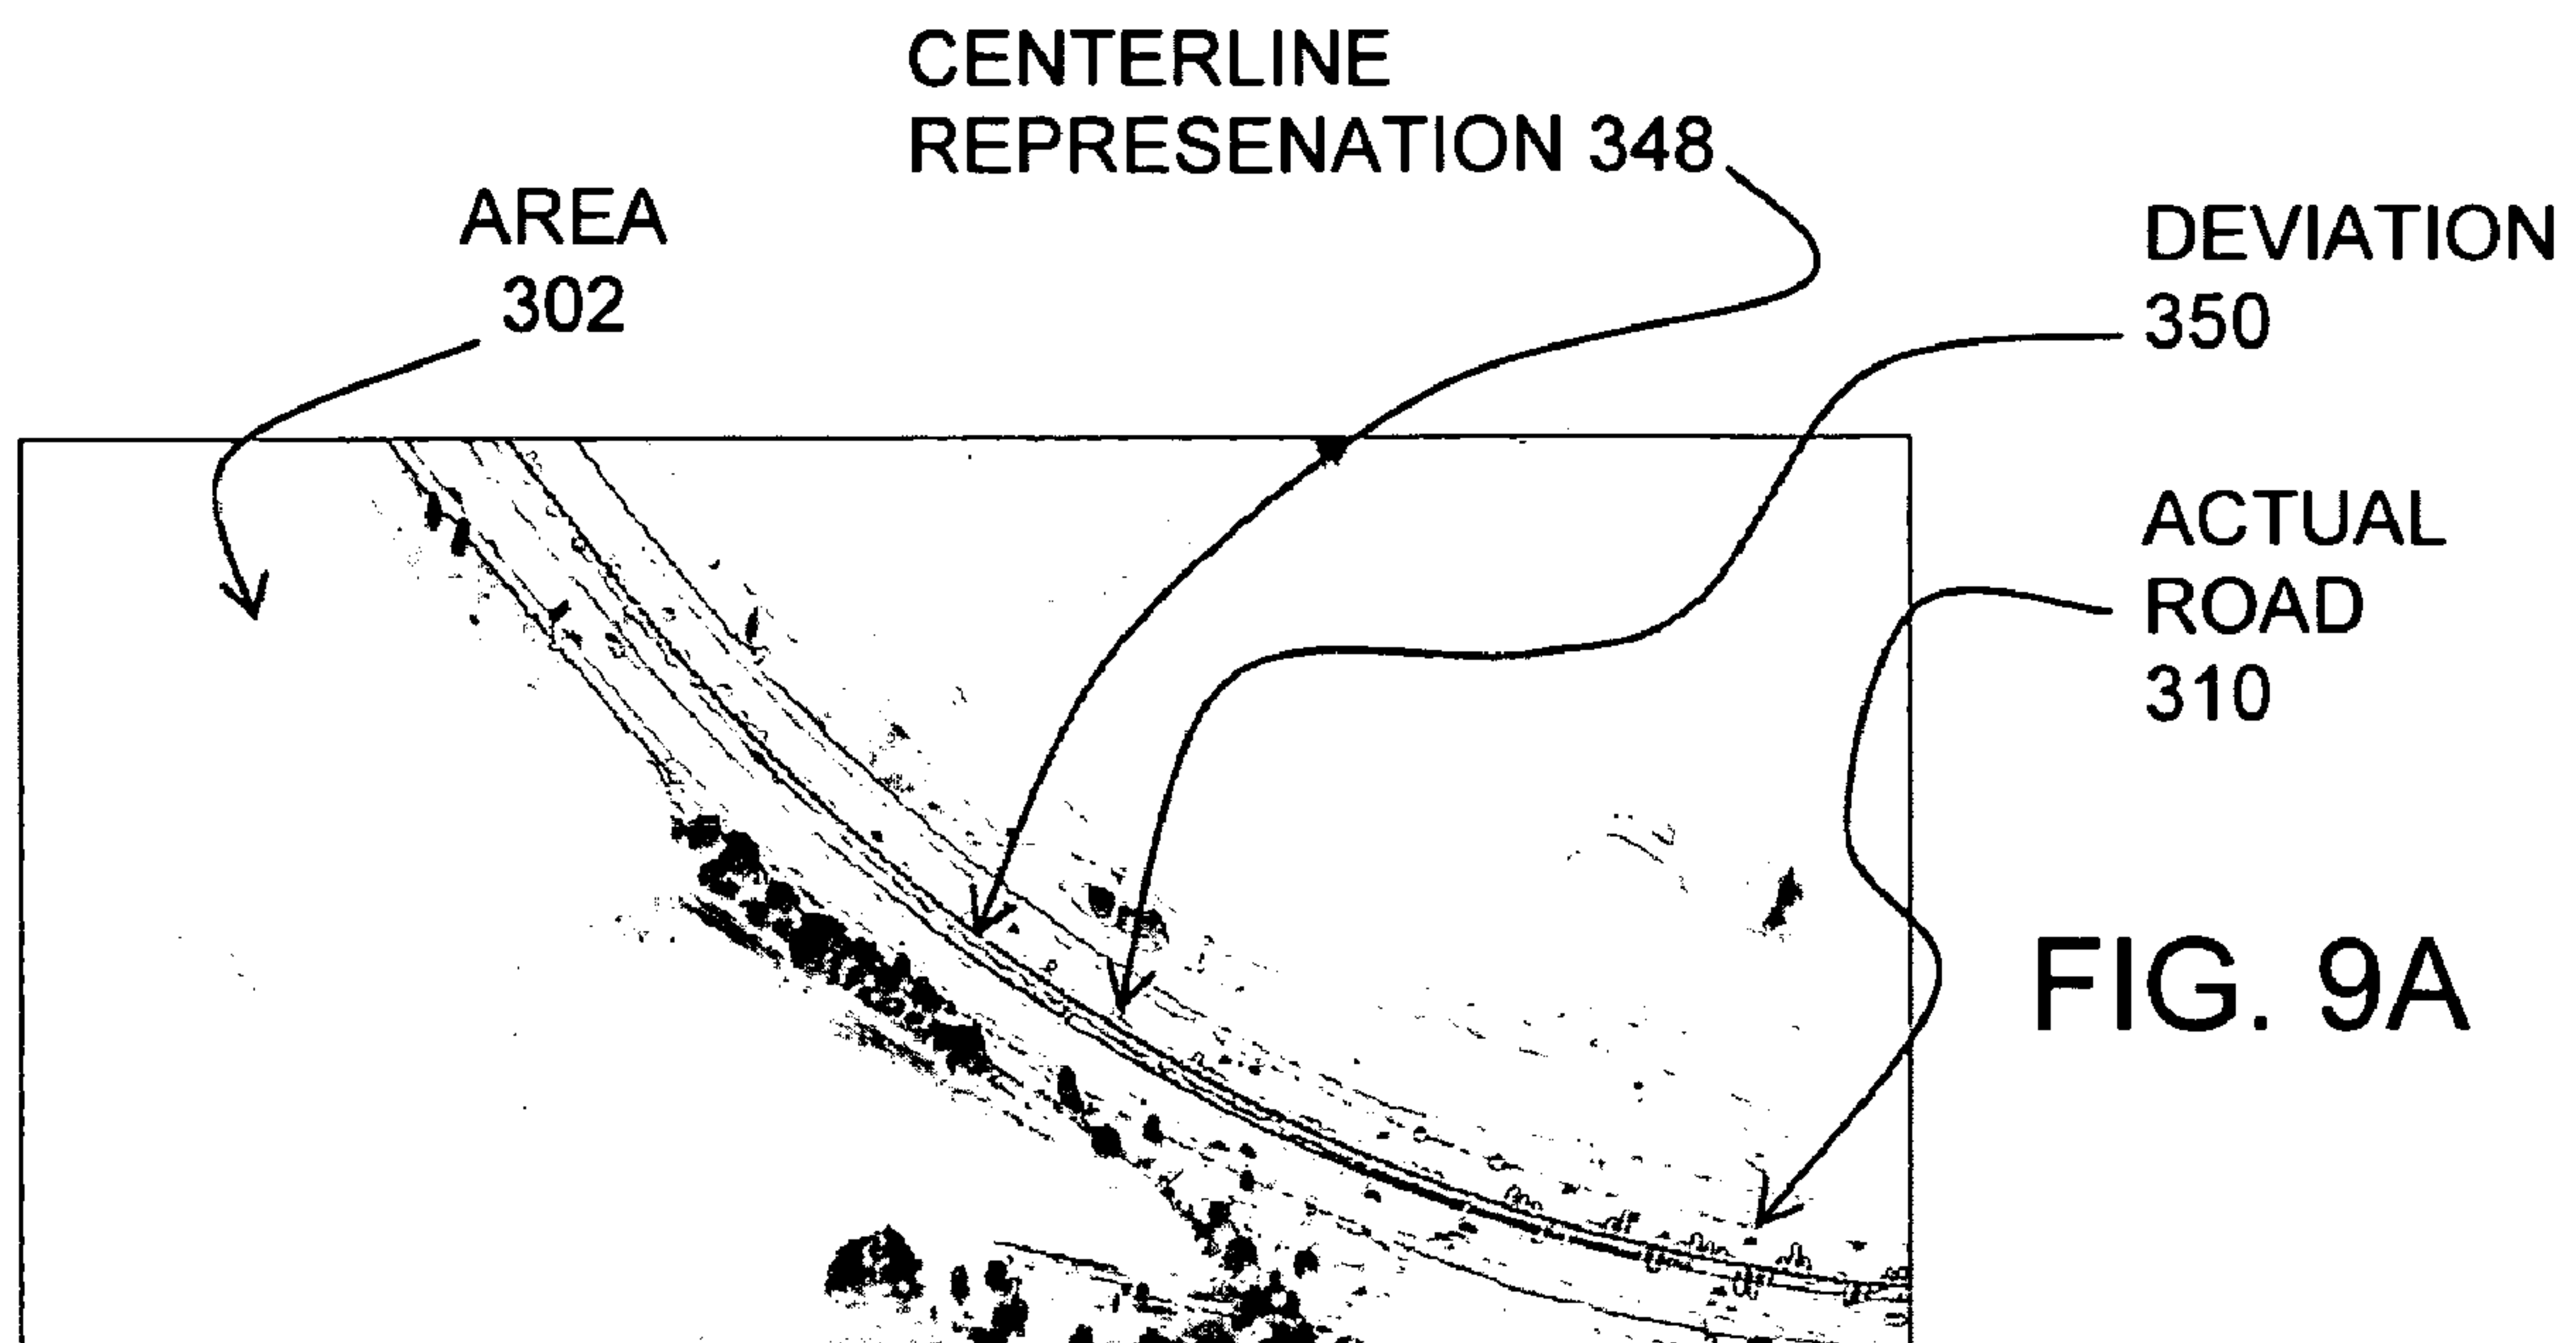 CENTERLINE
REPRESENATION 348
AREA
302
DEVIATION
350
ACTUAL
ROAD
310
FIG. 9A